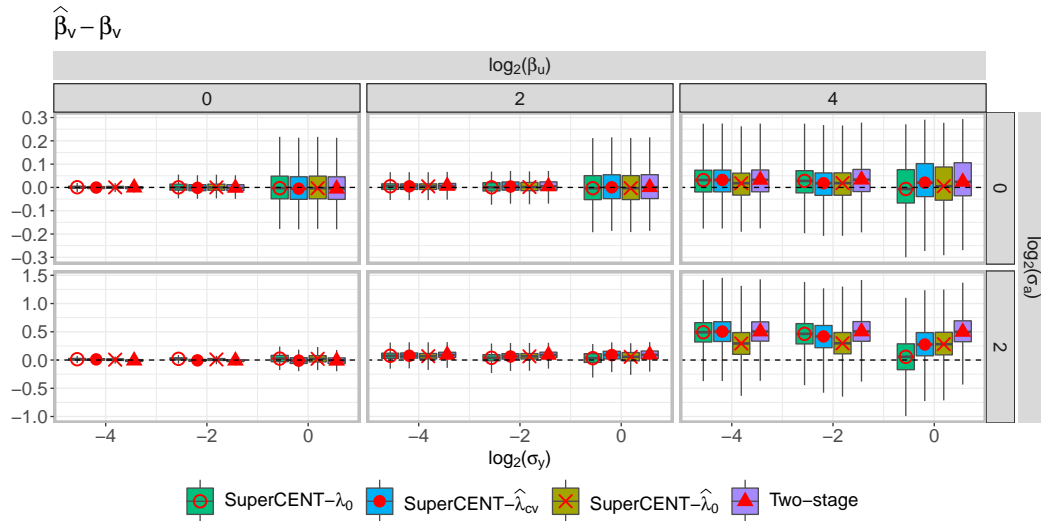 β̂ᵥ − βᵥ
log₂(βᵤ)
0 2 4
0.3
0.2
0.1
0.0
−0.1
−0.2
−0.3
0
1.5
1.0
0.5
0.0
−0.5
−1.0
2
log₂(σₐ)
−4 −2 0 −4 −2 0 −4 −2 0
log₂(σ_y)
SuperCENT−λ₀ SuperCENT−λ̂_cv SuperCENT−λ̂₀ Two−stage